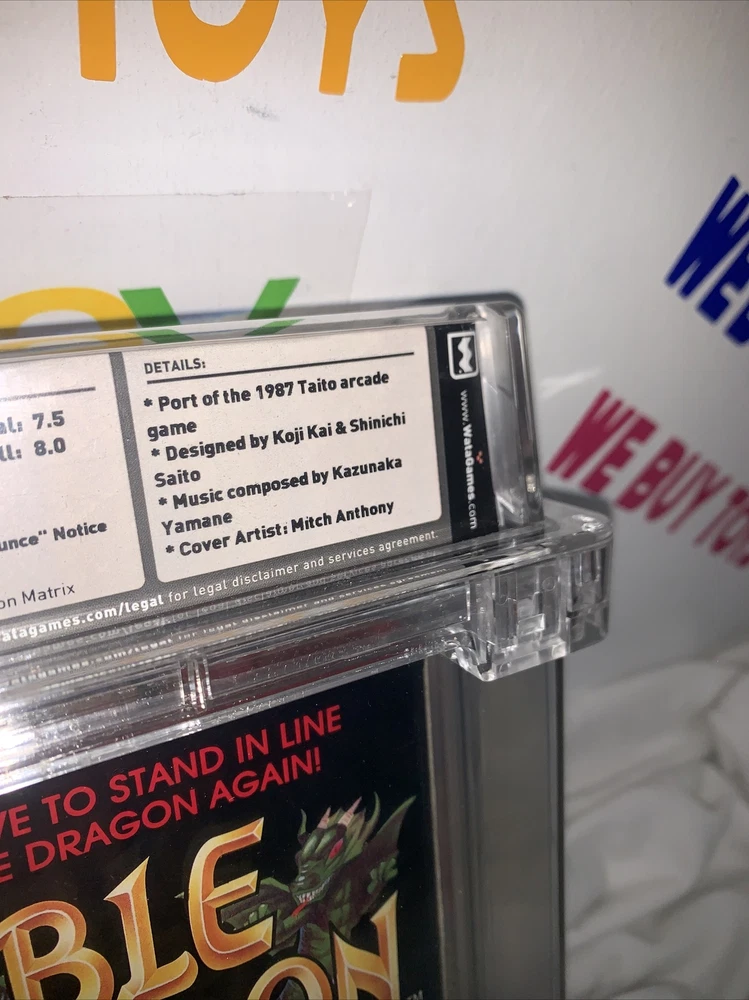 TOYS
WE
WE BUY TOY
DETAILS:
* Port of the 1987 Taito arcade
game
* Designed by Koji Kai & Shinichi
Saito
* Music composed by Kazunaka
Yamane
* Cover Artist: Mitch Anthony
al: 7.5
ll: 8.0
unce" Notice
on Matrix
www.WataGames.com
atagames.com/legal for legal disclaimer and services agreement.
VE TO STAND IN LINE
E DRAGON AGAIN!
BLE
ON
TM